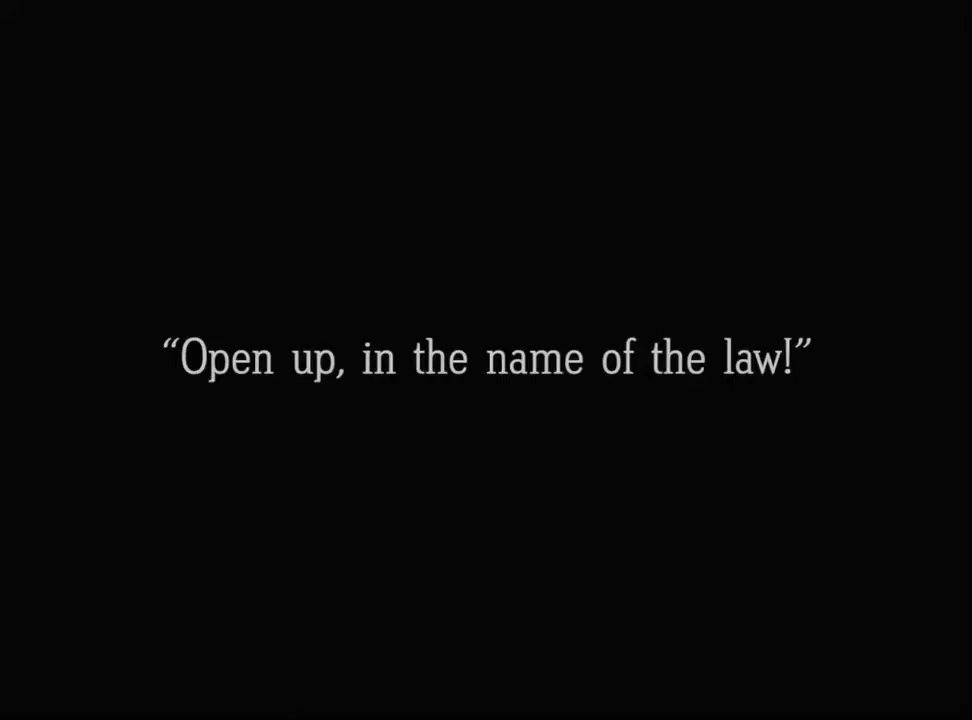 “Open up, in the name of the law!”